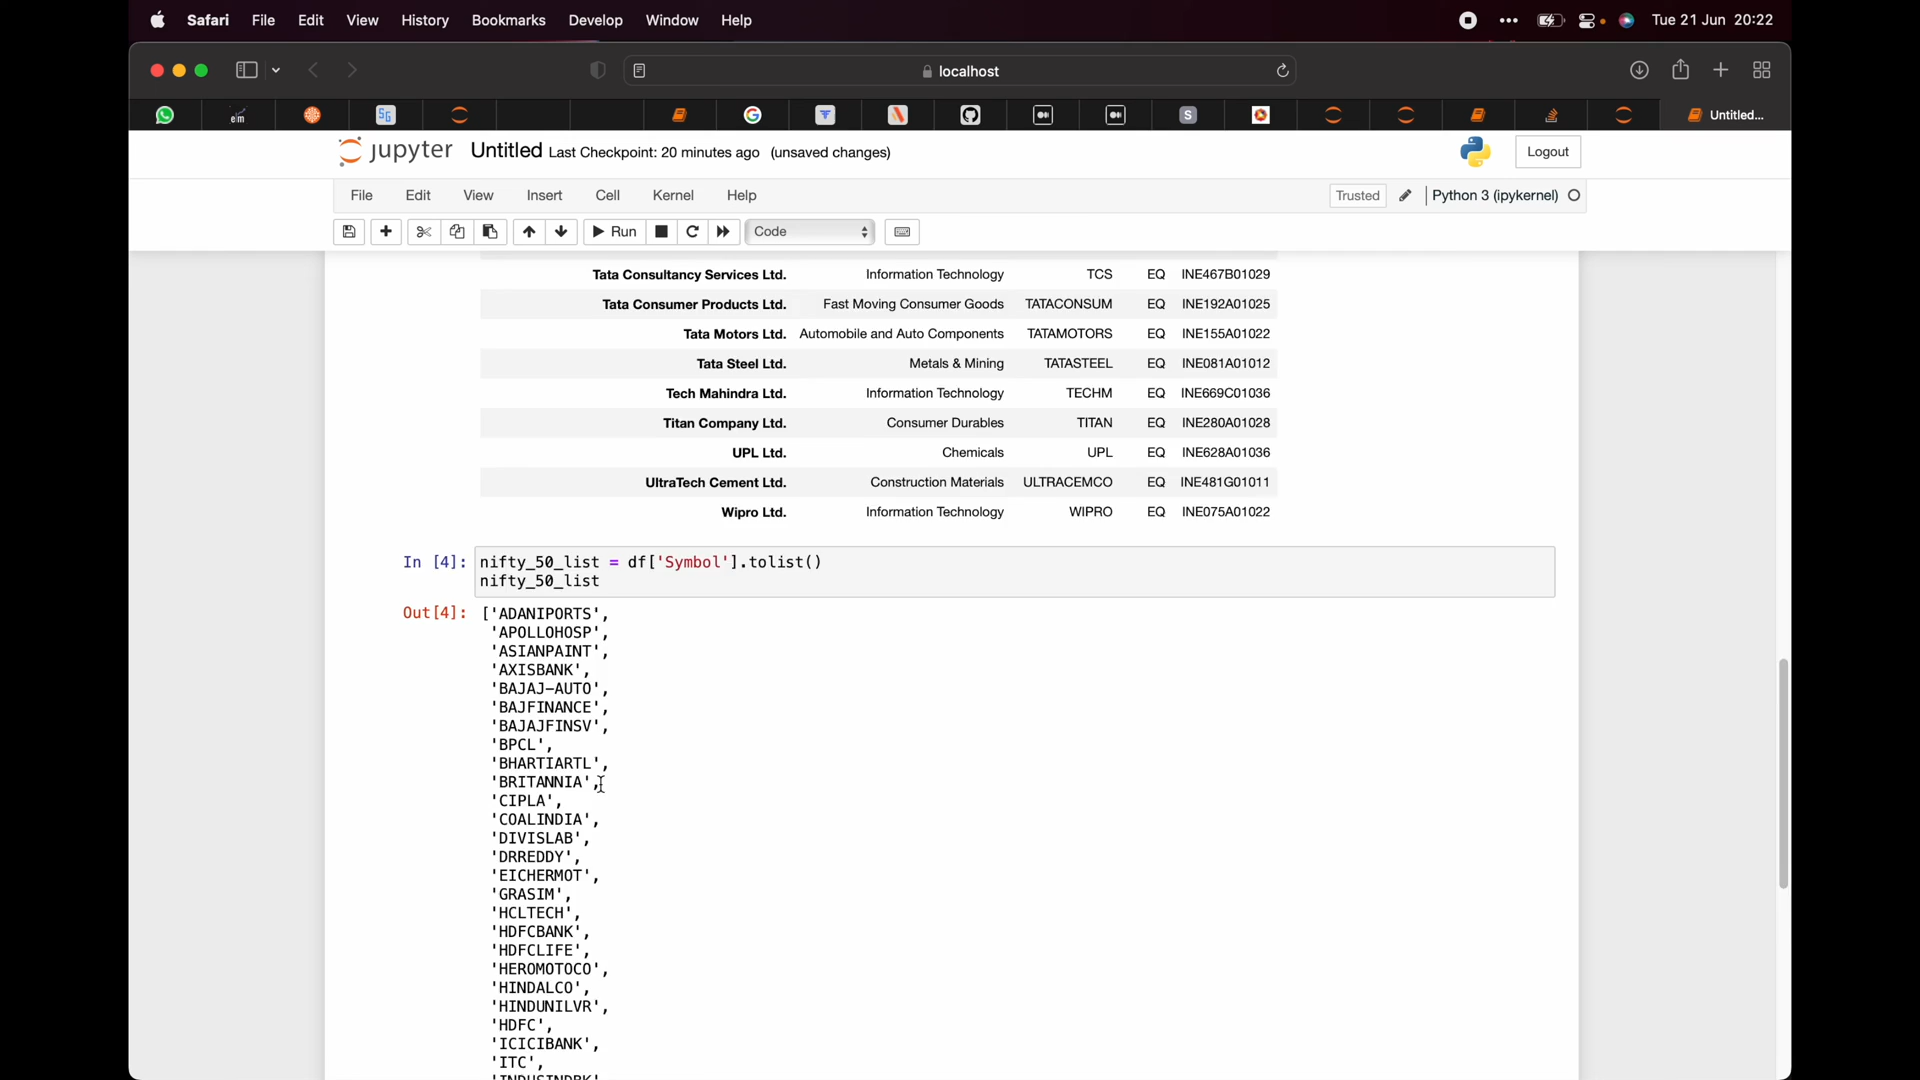 Safari File Edit View History Bookmarks Develop Window Help Tue 21 Jun 20:22
localhost
elm SG G S Untitled...
jupyter Untitled Last Checkpoint: 20 minutes ago (unsaved changes) Logout
File Edit View Insert Cell Kernel Help Trusted Python 3 (ipykernel)
Run Code
Tata Consultancy Services Ltd. Information Technology TCS EQ INE467B01029
Tata Consumer Products Ltd. Fast Moving Consumer Goods TATACONSUM EQ INE192A01025
Tata Motors Ltd. Automobile and Auto Components TATAMOTORS EQ INE155A01022
Tata Steel Ltd. Metals & Mining TATASTEEL EQ INE081A01012
Tech Mahindra Ltd. Information Technology TECHM EQ INE669C01036
Titan Company Ltd. Consumer Durables TITAN EQ INE280A01028
UPL Ltd. Chemicals UPL EQ INE628A01036
UltraTech Cement Ltd. Construction Materials ULTRACEMCO EQ INE481G01011
Wipro Ltd. Information Technology WIPRO EQ INE075A01022
In [4]: nifty_50_list = df['Symbol'].tolist()
nifty_50_list
Out[4]: ['ADANIPORTS',
'APOLLOHOSP',
'ASIANPAINT',
'AXISBANK',
'BAJAJ-AUTO',
'BAJFINANCE',
'BAJAJFINSV',
'BPCL',
'BHARTIARTL',
'BRITANNIA',
'CIPLA',
'COALINDIA',
'DIVISLAB',
'DRREDDY',
'EICHERMOT',
'GRASIM',
'HCLTECH',
'HDFCBANK',
'HDFCLIFE',
'HEROMOTOCO',
'HINDALCO',
'HINDUNILVR',
'HDFC',
'ICICIBANK',
'ITC',